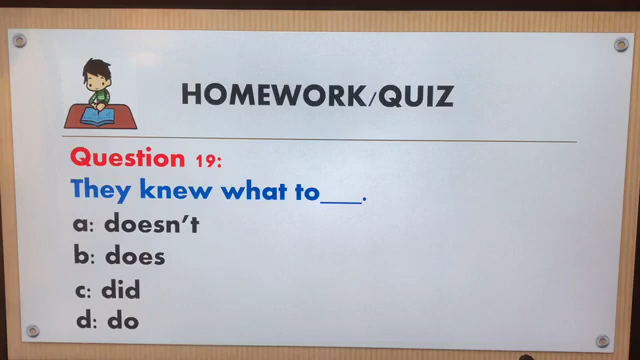 HOMEWORK/QUIZ
Question 19:
They knew what to___.
a: doesn't
b: does
c: did
d: do